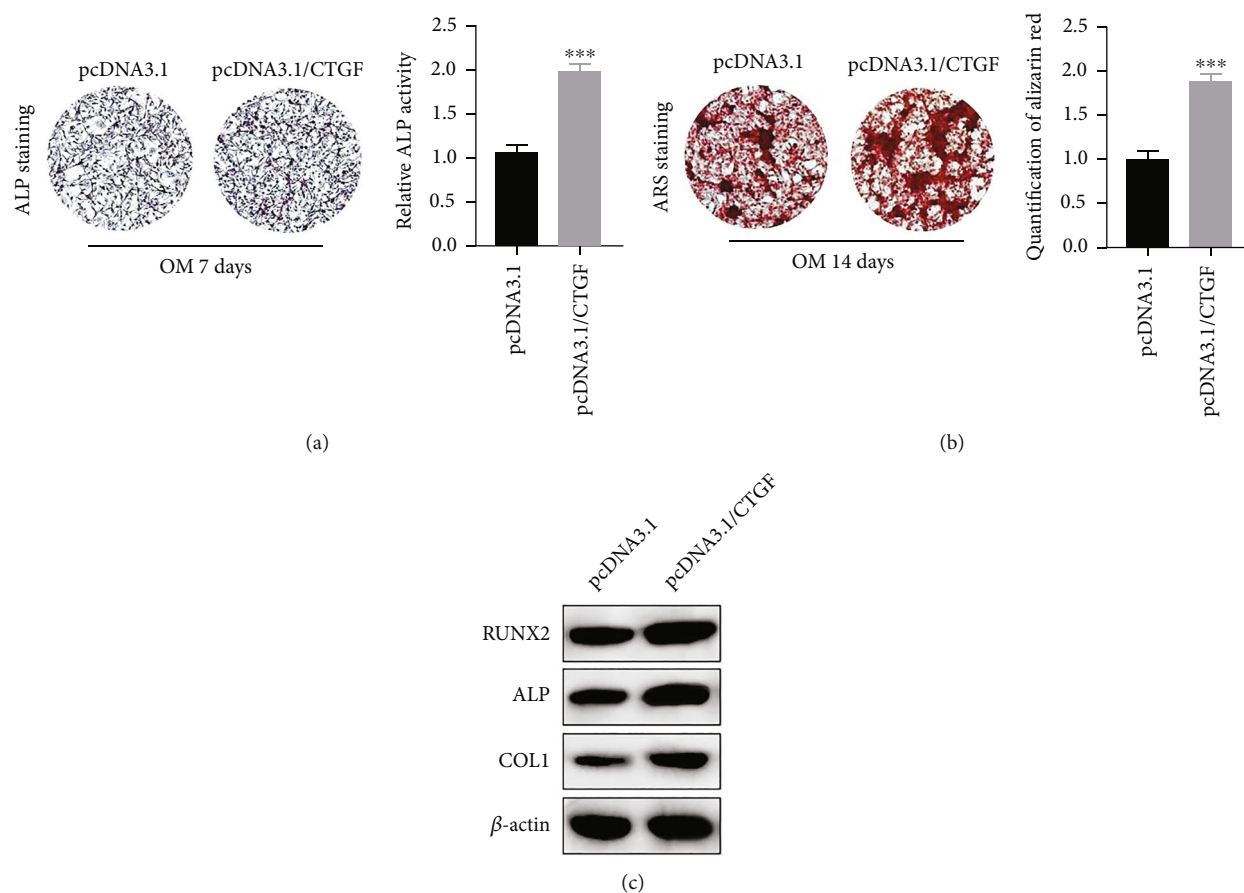 pcDNA3.1
pcDNA3.1/CTGF
ALP staining
OM 7 days
Relative ALP activity
2.5
2.0
1.5
1.0
0.5
0.0
***
pcDNA3.1
pcDNA3.1/CTGF
(a)
pcDNA3.1
pcDNA3.1/CTGF
ARS staining
OM 14 days
Quantification of alizarin red
2.5
2.0
1.5
1.0
0.5
0.0
***
pcDNA3.1
pcDNA3.1/CTGF
(b)
pcDNA3.1
pcDNA3.1/CTGF
RUNX2
ALP
COL1
β-actin
(c)